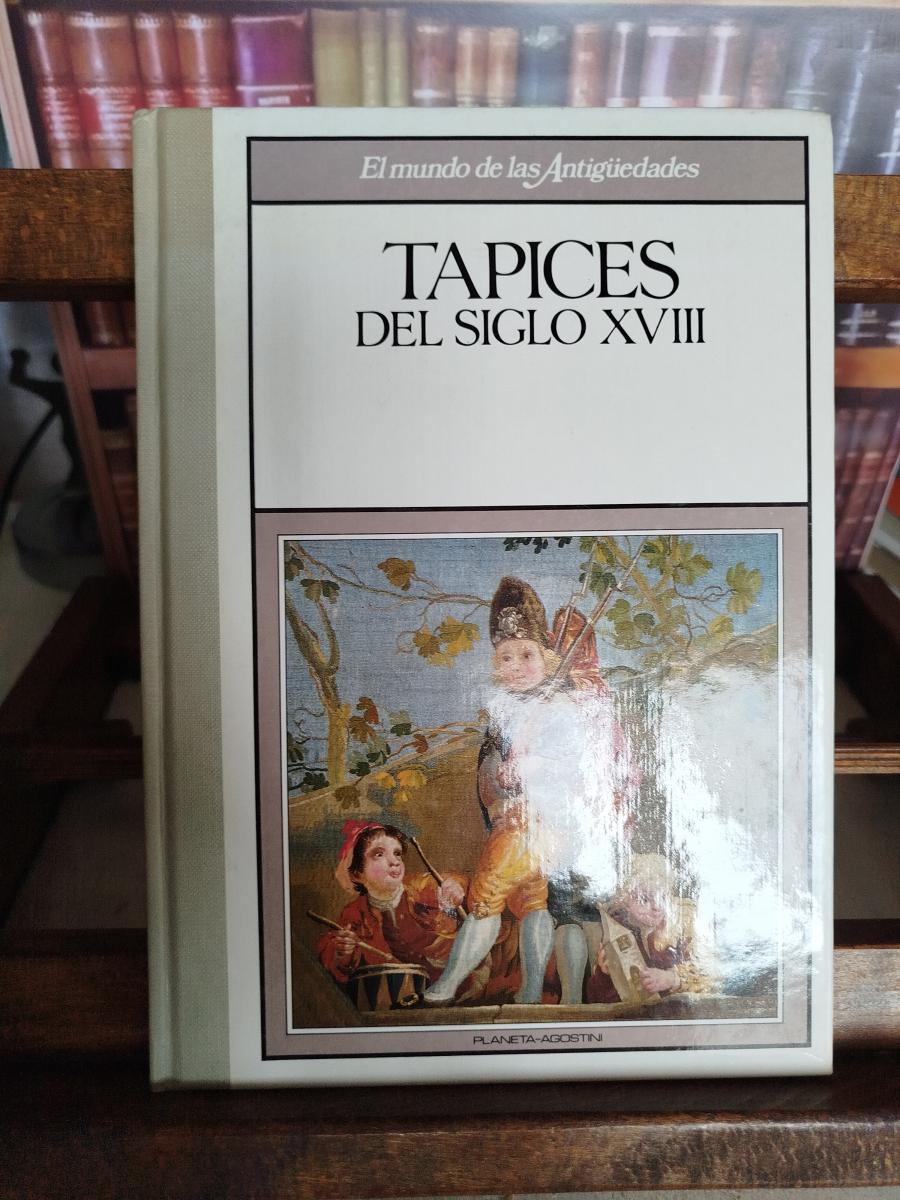 El mundo de las Antigüedades
TAPICES
DEL SIGLO XVIII
PLANETA-AGOSTINI